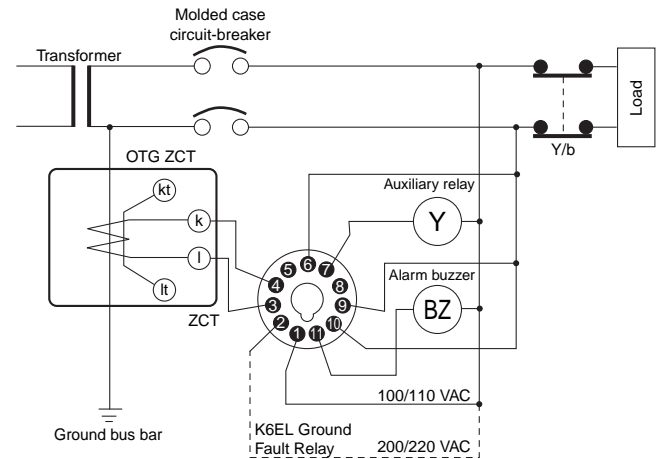 Molded case
circuit-breaker
Transformer
Load
Y/b
OTG ZCT
kt
k
l
lt
ZCT
Auxiliary relay
Y
Alarm buzzer
BZ
6
5
7
4
8
3
9
2
10
1
11
100/110 VAC
K6EL Ground
Fault Relay
200/220 VAC
Ground bus bar